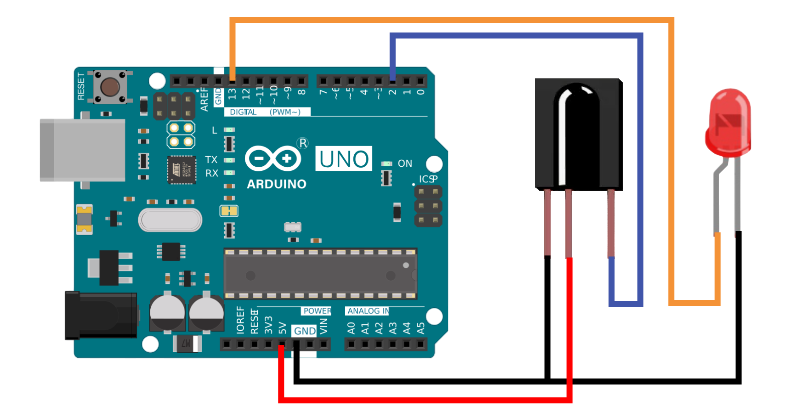 RESET
AREF
GND
13
12
~11
~10
~9
8
7
~6
~5
4
~3
2
1
0
DIGITAL (PWM~)
L
TX
RX
®
UNO
ARDUINO
ON
ICSP
POWER
ANALOG IN
IOREF
RESET
3V3
5V
GND
VIN
A0
A1
A2
A3
A4
A5